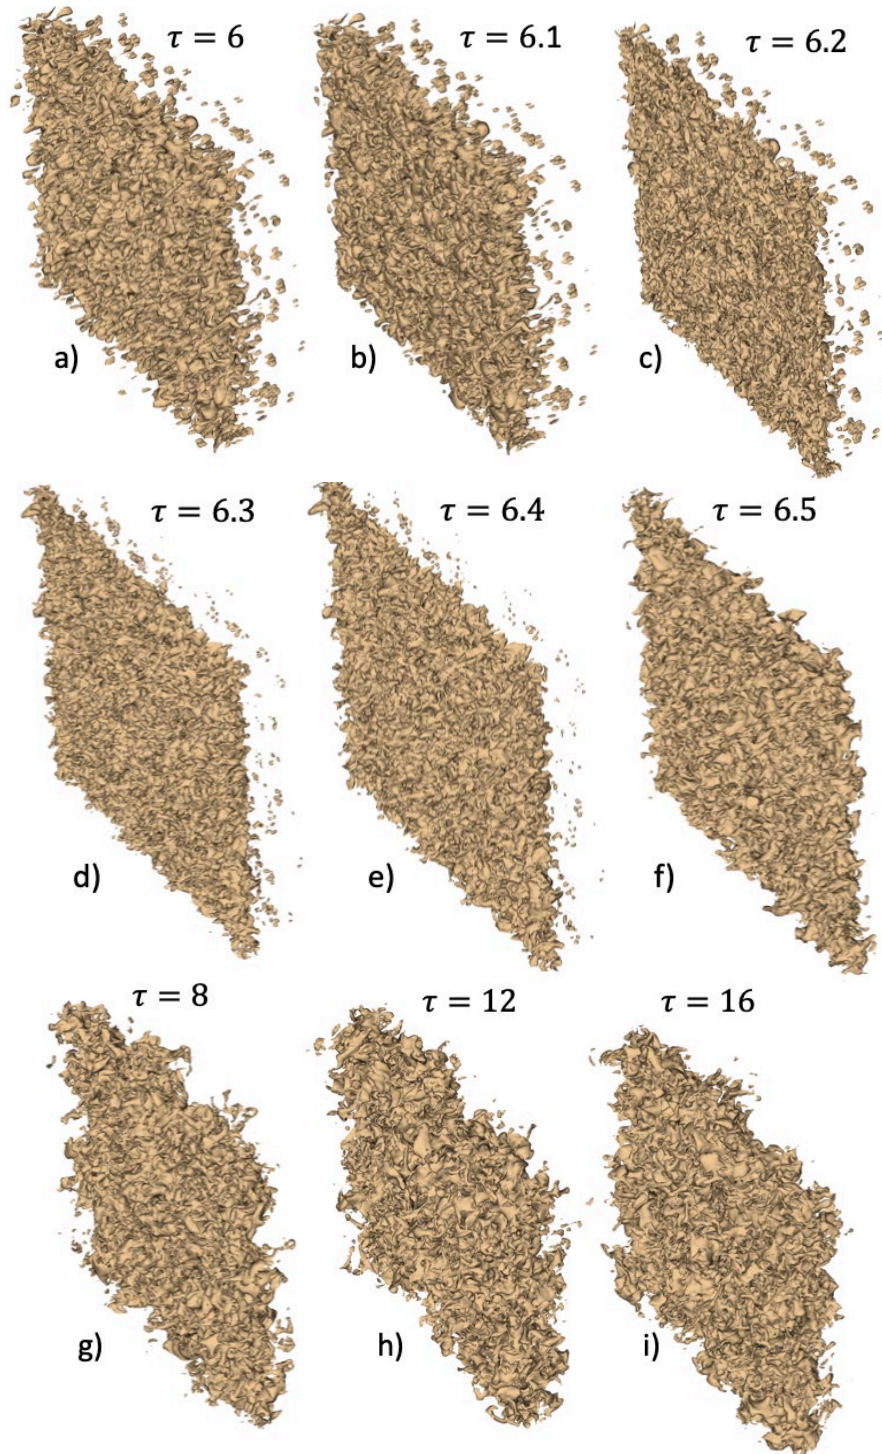 τ = 6
τ = 6.1
τ = 6.2
a)
b)
c)
τ = 6.3
τ = 6.4
τ = 6.5
d)
e)
f)
τ = 8
τ = 12
τ = 16
g)
h)
i)